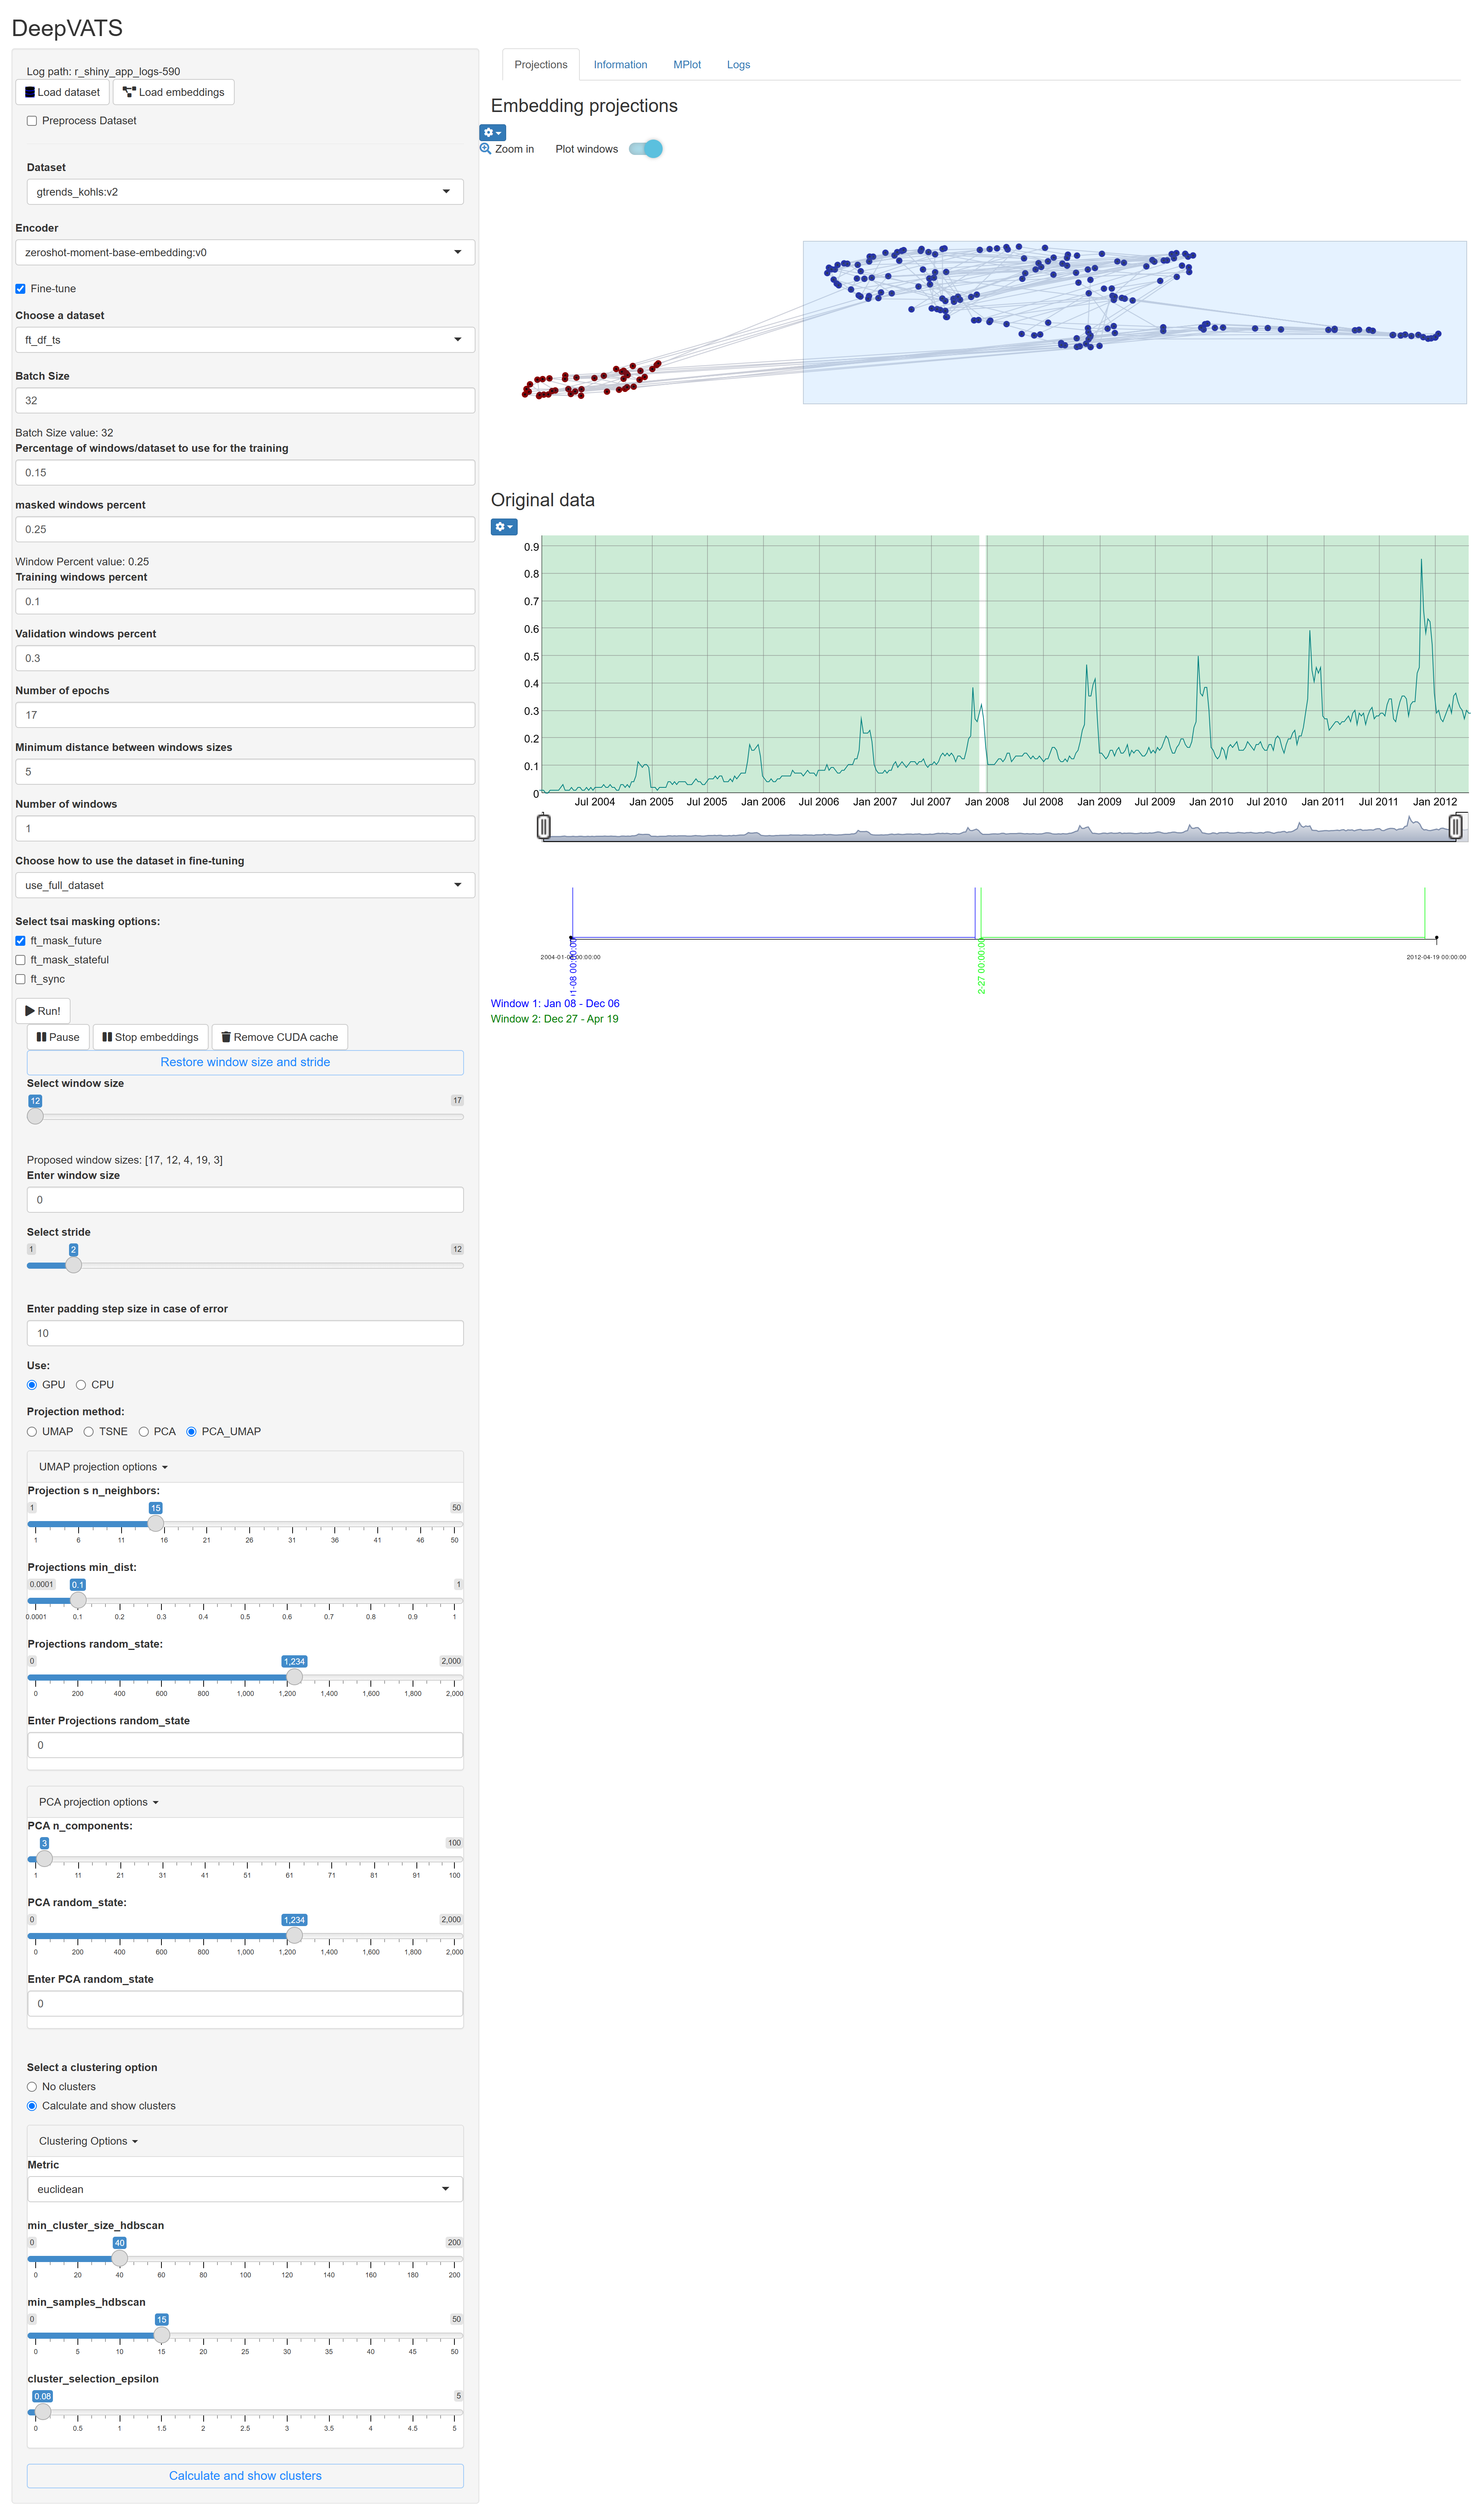 DeepVATS
Log path: r_shiny_app_logs-590
Load dataset Load embeddings
Preprocess Dataset
Dataset
gtrends_kohls:v2
Encoder
zeroshot-moment-base-embedding:v0
Fine-tune
Choose a dataset
ft_df_ts
Batch Size
32
Batch Size value: 32
Percentage of windows/dataset to use for the training
0.15
masked windows percent
0.25
Window Percent value: 0.25
Training windows percent
0.1
Validation windows percent
0.3
Number of epochs
17
Minimum distance between windows sizes
5
Number of windows
1
Choose how to use the dataset in fine-tuning
use_full_dataset
Select tsai masking options:
ft_mask_future
ft_mask_stateful
ft_sync
Run!
Pause Stop embeddings Remove CUDA cache
Restore window size and stride
Select window size
12 17
Proposed window sizes: [17, 12, 4, 19, 3]
Enter window size
0
Select stride
1 2 12
Enter padding step size in case of error
10
Use:
GPU CPU
Projection method:
UMAP TSNE PCA PCA_UMAP
UMAP projection options
Projection s n_neighbors:
1 15 50
1 6 11 16 21 26 31 36 41 46 50
Projections min_dist:
0.0001 0.1 1
0.0001 0.1 0.2 0.3 0.4 0.5 0.6 0.7 0.8 0.9 1
Projections random_state:
0 1,234 2,000
0 200 400 600 800 1,000 1,200 1,400 1,600 1,800 2,000
Enter Projections random_state
0
PCA projection options
PCA n_components:
3 100
1 11 21 31 41 51 61 71 81 91 100
PCA random_state:
0 1,234 2,000
0 200 400 600 800 1,000 1,200 1,400 1,600 1,800 2,000
Enter PCA random_state
0
Select a clustering option
No clusters
Calculate and show clusters
Clustering Options
Metric
euclidean
min_cluster_size_hdbscan
0 40 200
0 20 40 60 80 100 120 140 160 180 200
min_samples_hdbscan
0 15 50
0 5 10 15 20 25 30 35 40 45 50
cluster_selection_epsilon
0.08 5
0 0.5 1 1.5 2 2.5 3 3.5 4 4.5 5
Calculate and show clusters
Projections Information MPlot Logs
Embedding projections
Zoom in Plot windows
Original data
0.9
0.8
0.7
0.6
0.5
0.4
0.3
0.2
0.1
0
Jul 2004 Jan 2005 Jul 2005 Jan 2006 Jul 2006 Jan 2007 Jul 2007 Jan 2008 Jul 2008 Jan 2009 Jul 2009 Jan 2010 Jul 2010 Jan 2011 Jul 2011 Jan 2012
00:00:00 2012-04-19 00:00:00
1-08 00:00:00
2-27 00:00:00
Window 1: Jan 08 - Dec 06
Window 2: Dec 27 - Apr 19